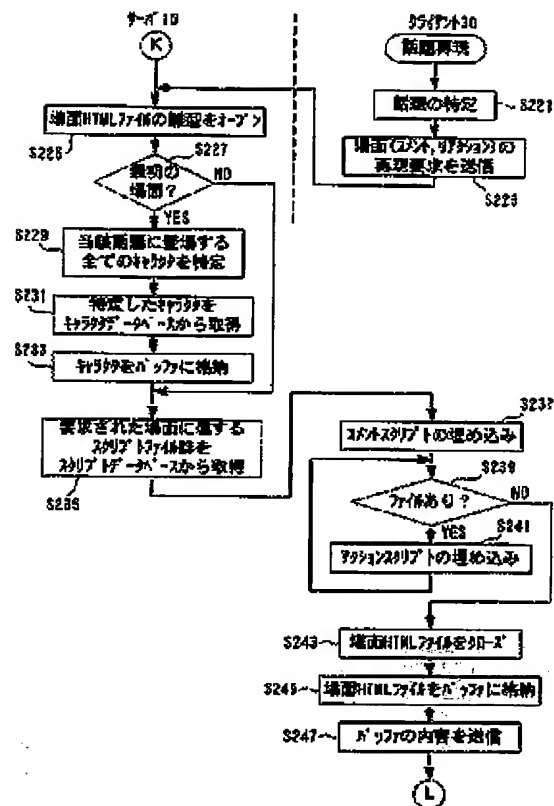 サーバ10
K
クライアント30
話題再現
話題の特定
S221
場面(コメント,リアクション)の
再現要求を送信
S223
場面HTMLファイルの雛型をオープン
S225
S227
最初の
場面?
NO
YES
S229
当該話題に登場する
全てのキャラクタを特定
S231
特定したキャラクタを
キャラクタデータベースから取得
S233
キャラクタをバッファに格納
要求された場面に属する
スクリプトファイル群を
スクリプトデータベースから取得
S235
S237
コメントスクリプトの埋め込み
S239
ファイルあり?
NO
S241
YES
アクションスクリプトの埋め込み
S243
場面HTMLファイルをクローズ
S245
場面HTMLファイルをバッファに格納
S247
バッファの内容を送信
L